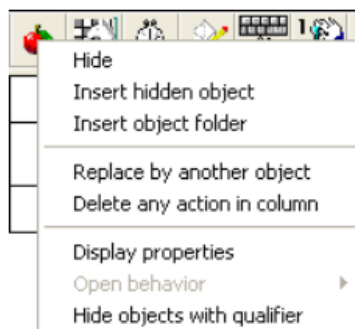 1
Hide
Insert hidden object
Insert object folder
Replace by another object
Delete any action in column
Display properties
Open behavior
Hide objects with qualifier